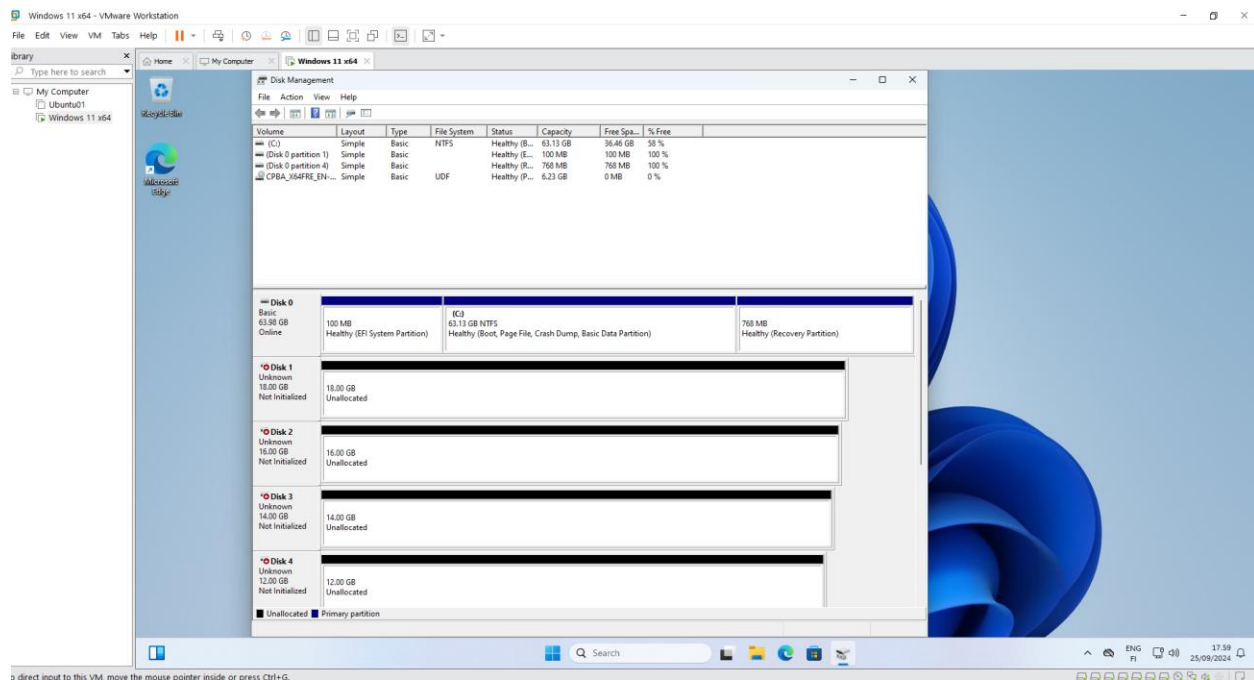 Windows 11 x64 - VMware Workstation
File Edit View VM Tabs Help
ibrary
Type here to search
My Computer
Ubuntu01
Windows 11 x64
Home
My Computer
Windows 11 x64
Recycle Bin
Microsoft
Edge
Disk Management
File Action View Help
Volume Layout Type File System Status Capacity Free Spa... % Free
(C:) Simple Basic NTFS Healthy (B... 63.13 GB 36.46 GB 58 %
(Disk 0 partition 1) Simple Basic Healthy (E... 100 MB 100 MB 100 %
(Disk 0 partition 4) Simple Basic Healthy (R... 768 MB 768 MB 100 %
CPBA_X64FRE_EN-... Simple Basic UDF Healthy (P... 6.23 GB 0 MB 0 %
Disk 0
Basic
63.98 GB
Online
100 MB
Healthy (EFI System Partition)
(C:)
63.13 GB NTFS
Healthy (Boot, Page File, Crash Dump, Basic Data Partition)
768 MB
Healthy (Recovery Partition)
Disk 1
Unknown
18.00 GB
Not Initialized
18.00 GB
Unallocated
Disk 2
Unknown
16.00 GB
Not Initialized
16.00 GB
Unallocated
Disk 3
Unknown
14.00 GB
Not Initialized
14.00 GB
Unallocated
Disk 4
Unknown
12.00 GB
Not Initialized
12.00 GB
Unallocated
Unallocated Primary partition
Search
ENG
FI
17.59
25/09/2024
o direct input to this VM, move the mouse pointer inside or press Ctrl+G.